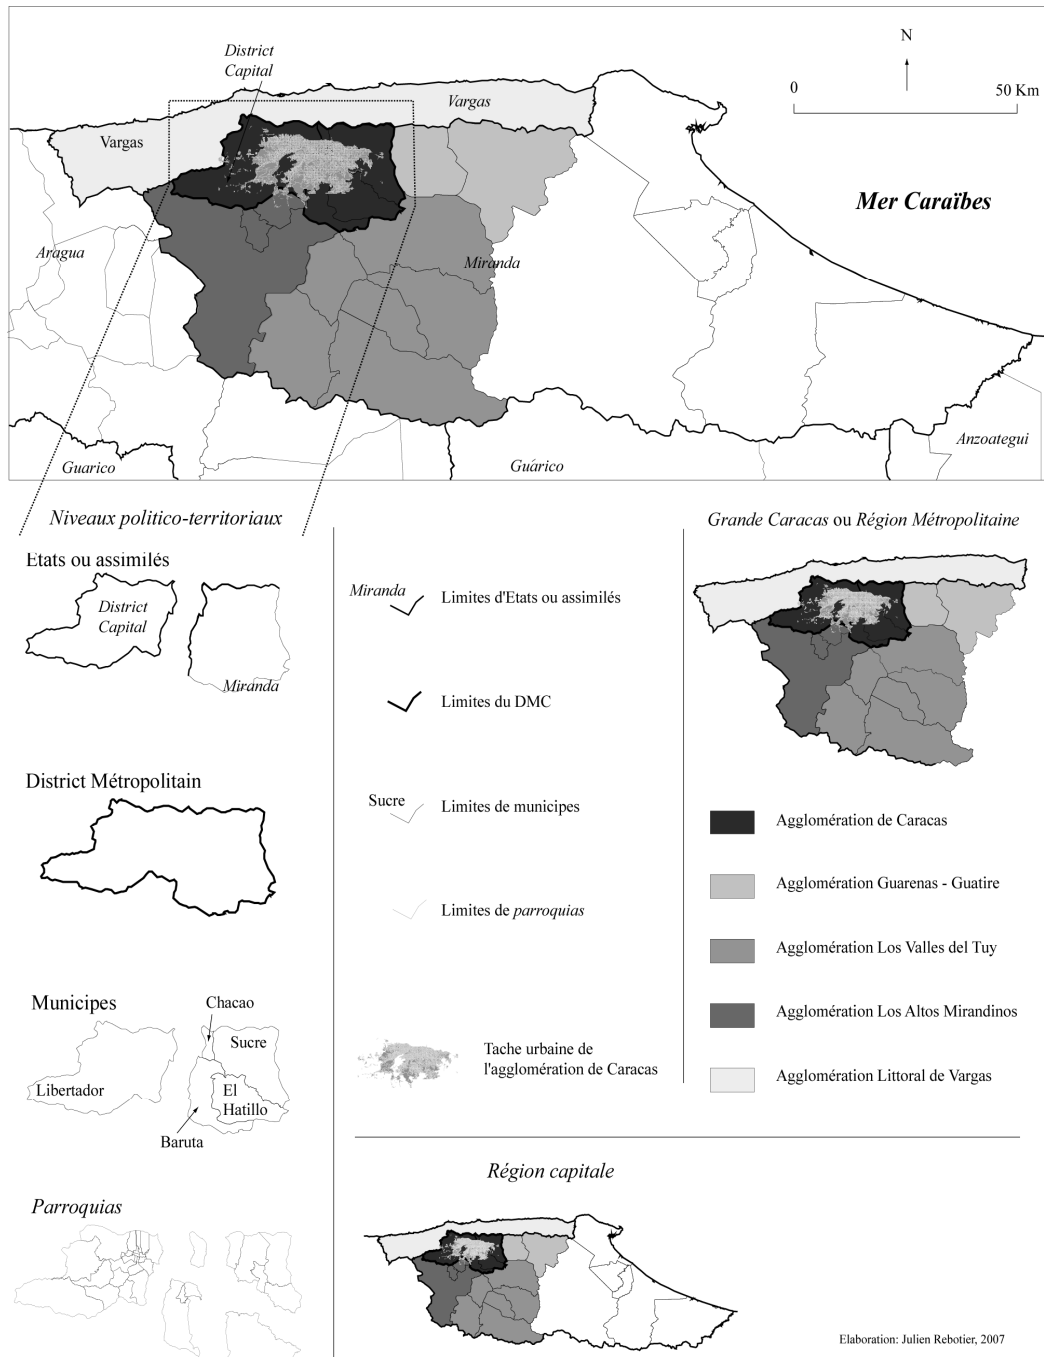 District
Capital
N
0
50 Km
Vargas
Vargas
Mer Caraïbes
Aragua
Miranda
Guarico
Guárico
Anzoategui
Niveaux politico-territoriaux
Etats ou assimilés
District
Capital
Miranda
District Métropolitain
Municipes
Chacao
Sucre
Libertador
El
Hatillo
Baruta
Parroquias
Miranda
Limites d'Etats ou assimilés
Limites du DMC
Sucre
Limites de municipes
Limites de parroquias
Tache urbaine de
l'agglomération de Caracas
Grande Caracas ou Région Métropolitaine
Agglomération de Caracas
Agglomération Guarenas - Guatire
Agglomération Los Valles del Tuy
Agglomération Los Altos Mirandinos
Agglomération Littoral de Vargas
Région capitale
Elaboration: Julien Rebotier, 2007